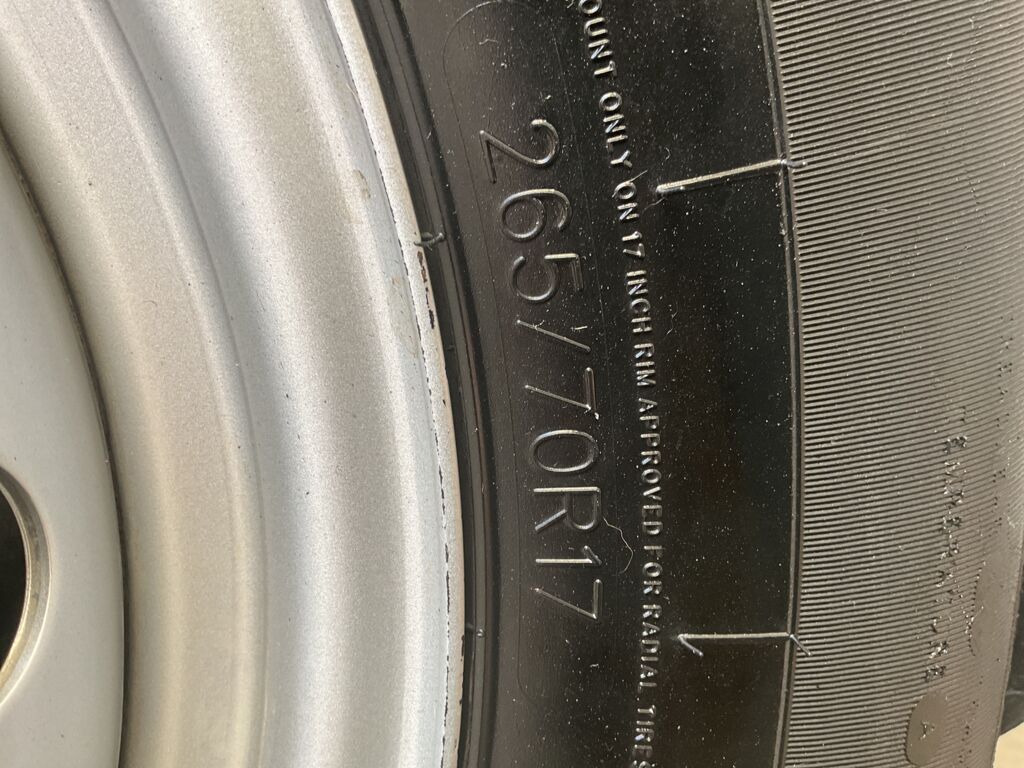 265/70R17
OUNT ONLY ON 17 INCH RIM APPROVED FOR RADIAL TIRES
A